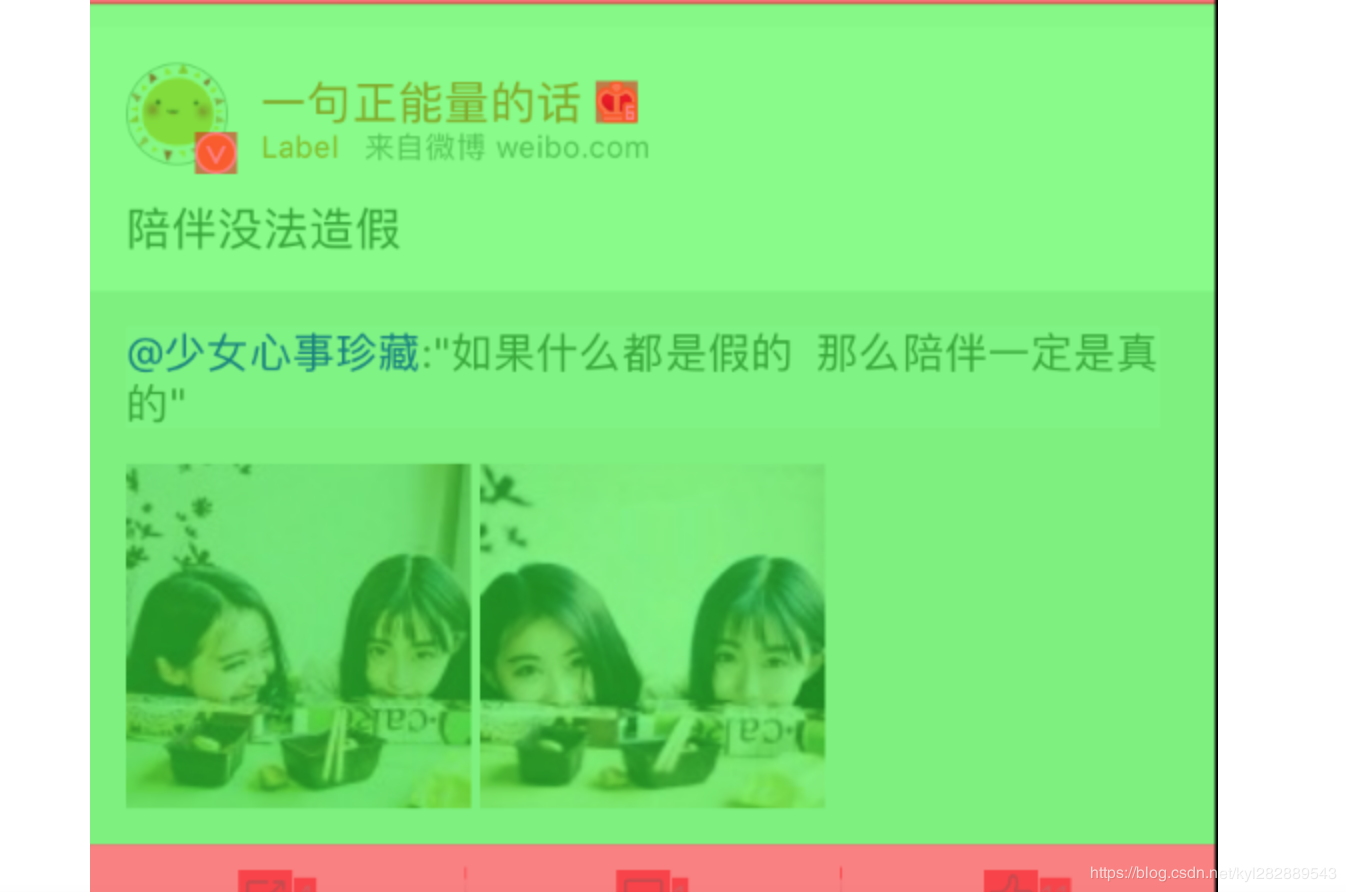 一句正能量的话 6
V
Label 来自微博 weibo.com
陪伴没法造假
@少女心事珍藏:"如果什么都是假的 那么陪伴一定是真
的"
https://blog.csdn.net/kyl282889543